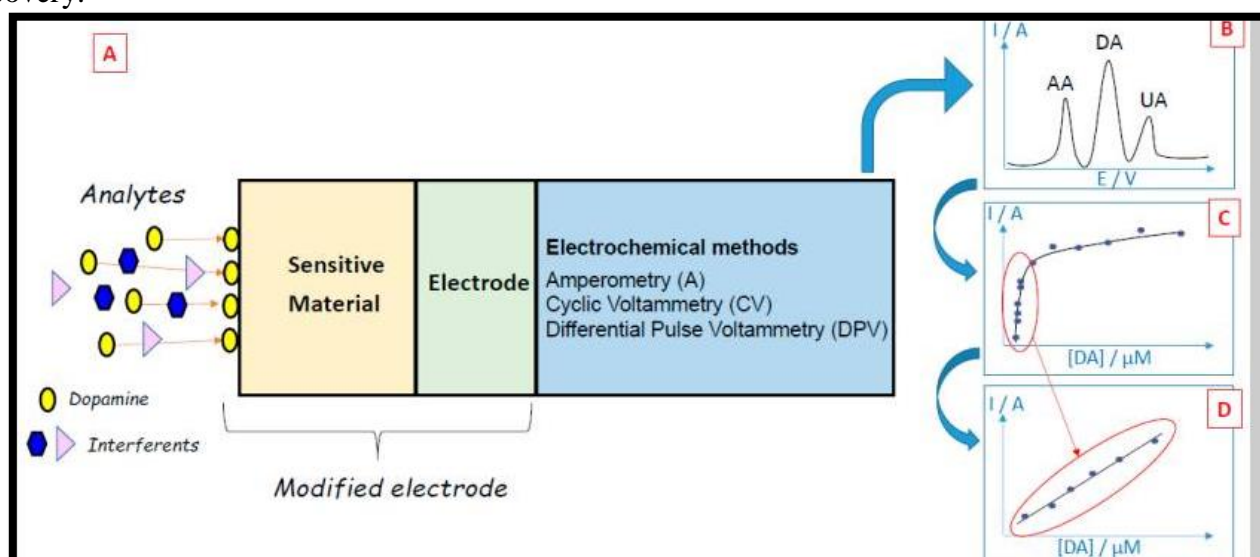 covery.
A
Analytes
Dopamine
Interferents
Sensitive
Material
Electrode
Electrochemical methods
Amperometry (A)
Cyclic Voltammetry (CV)
Differential Pulse Voltammetry (DPV)
Modified electrode
B
I / A
DA
AA
UA
E / V
C
I / A
[DA] / µM
D
I / A
[DA] / µM